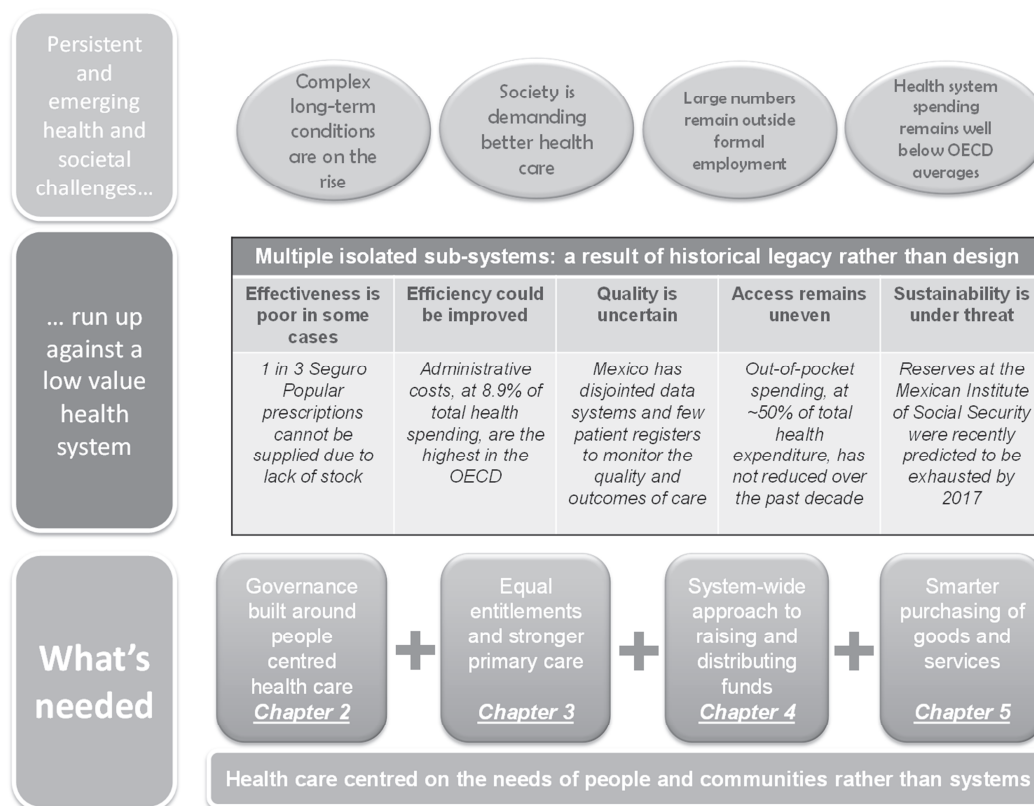 Persistent
and
emerging
health and
societal
challenges…
Complex
long-term
conditions
are on the
rise
Society is
demanding
better health
care
Large numbers
remain outside
formal
employment
Health system
spending
remains well
below OECD
averages
… run up
against a
low value
health
system
Multiple isolated sub-systems: a result of historical legacy rather than design
Effectiveness is
poor in some
cases
Efficiency could
be improved
Quality is
uncertain
Access remains
uneven
Sustainability is
under threat
1 in 3 Seguro
Popular
prescriptions
cannot be
supplied due to
lack of stock
Administrative
costs, at 8.9% of
total health
spending, are the
highest in the
OECD
Mexico has
disjointed data
systems and few
patient registers
to monitor the
quality and
outcomes of care
Out-of-pocket
spending, at
~50% of total
health
expenditure, has
not reduced over
the past decade
Reserves at the
Mexican Institute
of Social Security
were recently
predicted to be
exhausted by
2017
What’s
needed
Governance
built around
people
centred
health care
Chapter 2
+
Equal
entitlements
and stronger
primary care
Chapter 3
+
System-wide
approach to
raising and
distributing
funds
Chapter 4
+
Smarter
purchasing of
goods and
services
Chapter 5
Health care centred on the needs of people and communities rather than systems